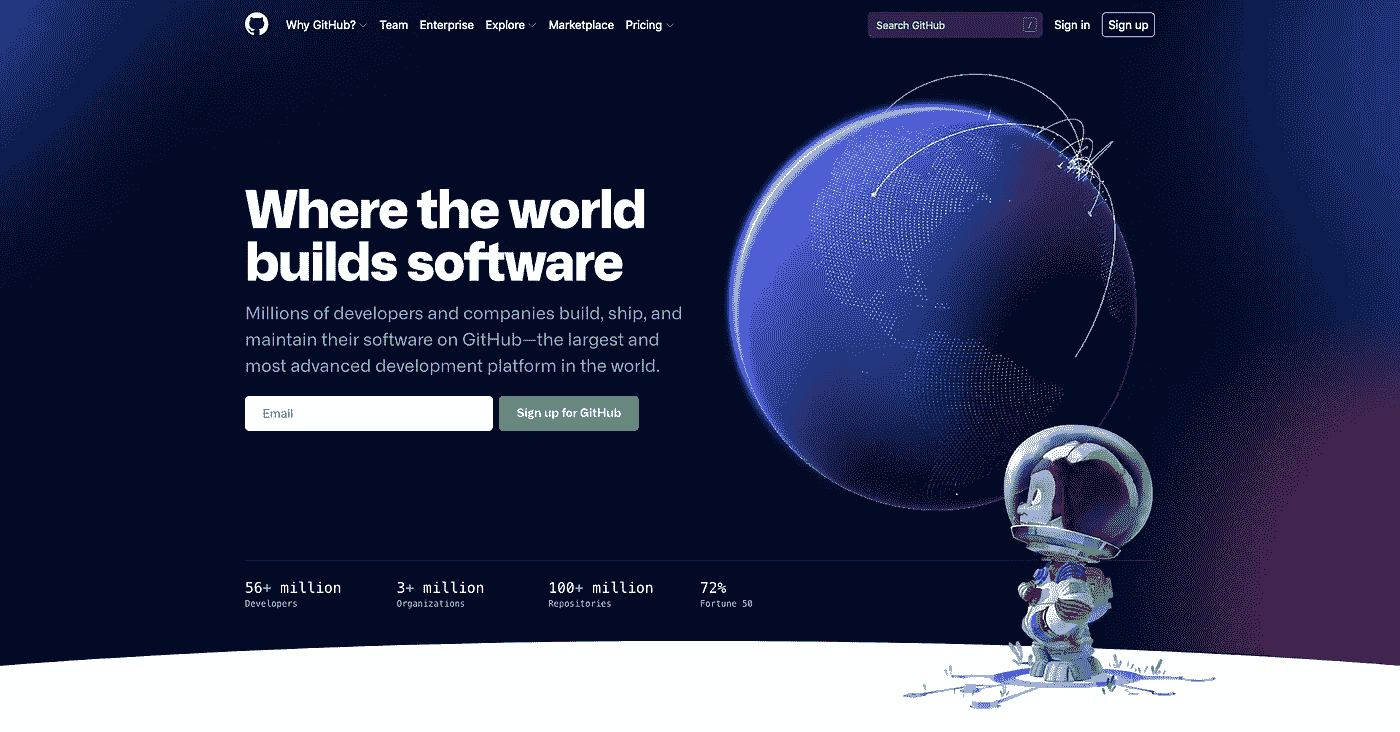 Why GitHub? Team Enterprise Explore Marketplace Pricing Search GitHub / Sign in Sign up
Where the world
builds software
Millions of developers and companies build, ship, and
maintain their software on GitHub—the largest and
most advanced development platform in the world.
Email Sign up for GitHub
56+ million 3+ million 100+ million 72%
Developers Organizations Repositories Fortune 50